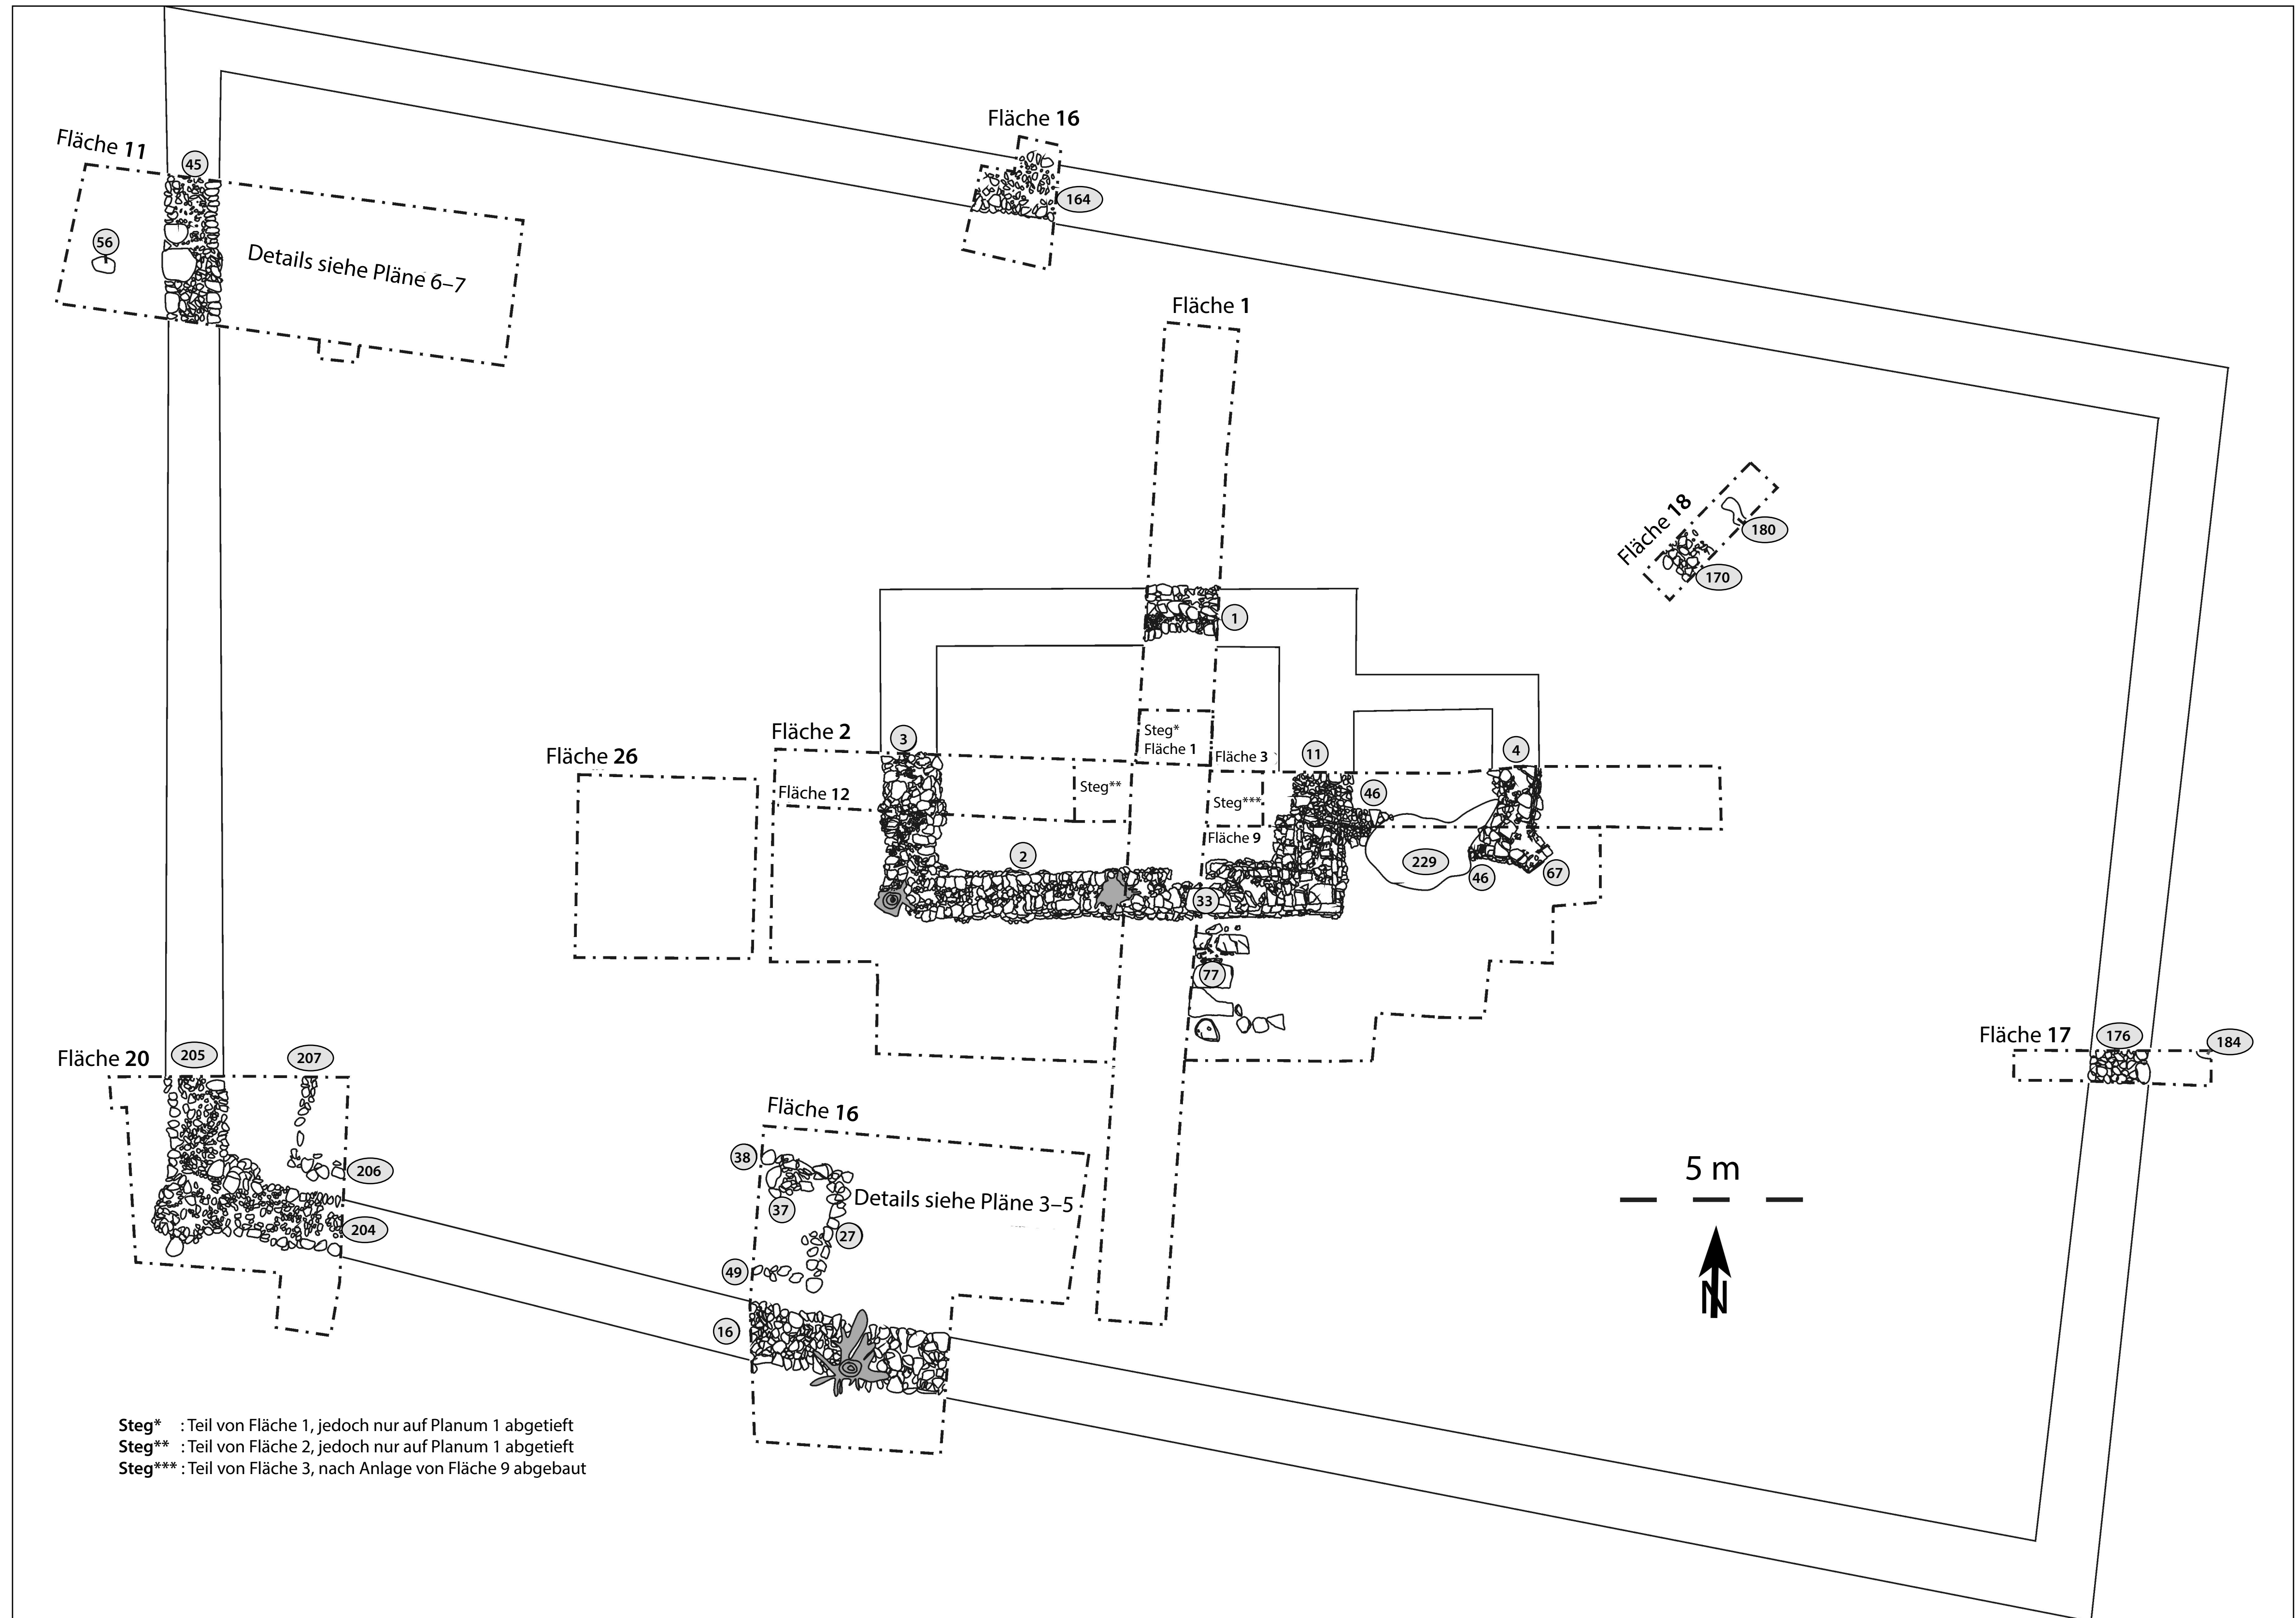 Fläche 16
Fläche 11
45
164
56
Details siehe Pläne 6–7
Fläche 1
Fläche 18
180
170
1
Fläche 2
3
Steg*
Fläche 1
Fläche 3
11
4
Fläche 26
Fläche 12
Steg**
Steg***
46
Fläche 9
2
229
46
67
33
77
Fläche 17
176
184
Fläche 20
205
207
Fläche 16
38
206
Details siehe Pläne 3–5
37
204
27
49
16
5 m
N
Steg* : Teil von Fläche 1, jedoch nur auf Planum 1 abgetieft
Steg** : Teil von Fläche 2, jedoch nur auf Planum 1 abgetieft
Steg*** : Teil von Fläche 3, nach Anlage von Fläche 9 abgebaut